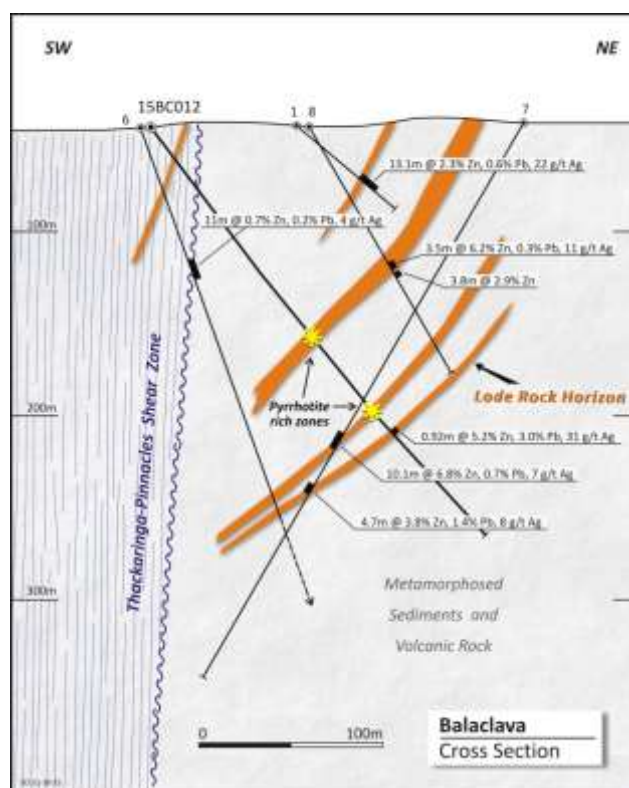 SW
NE
6
15BC012
1 8
7
13.1m @ 2.3% Zn, 0.6% Pb, 22 g/t Ag
11m @ 0.7% Zn, 0.2% Pb, 4 g/t Ag
100m
3.5m @ 6.2% Zn, 0.3% Pb, 11 g/t Ag
3.8m @ 2.9% Zn
Thackaringa-Pinnacles Shear Zone
Pyrrhotite
rich zones
Lode Rock Horizon
200m
0.92m @ 5.2% Zn, 3.0% Pb, 31 g/t Ag
10.1m @ 6.8% Zn, 0.7% Pb, 7 g/t Ag
4.7m @ 3.8% Zn, 1.4% Pb, 8 g/t Ag
Metamorphosed
Sediments and
Volcanic Rock
300m
0
100m
Balaclava
Cross Section